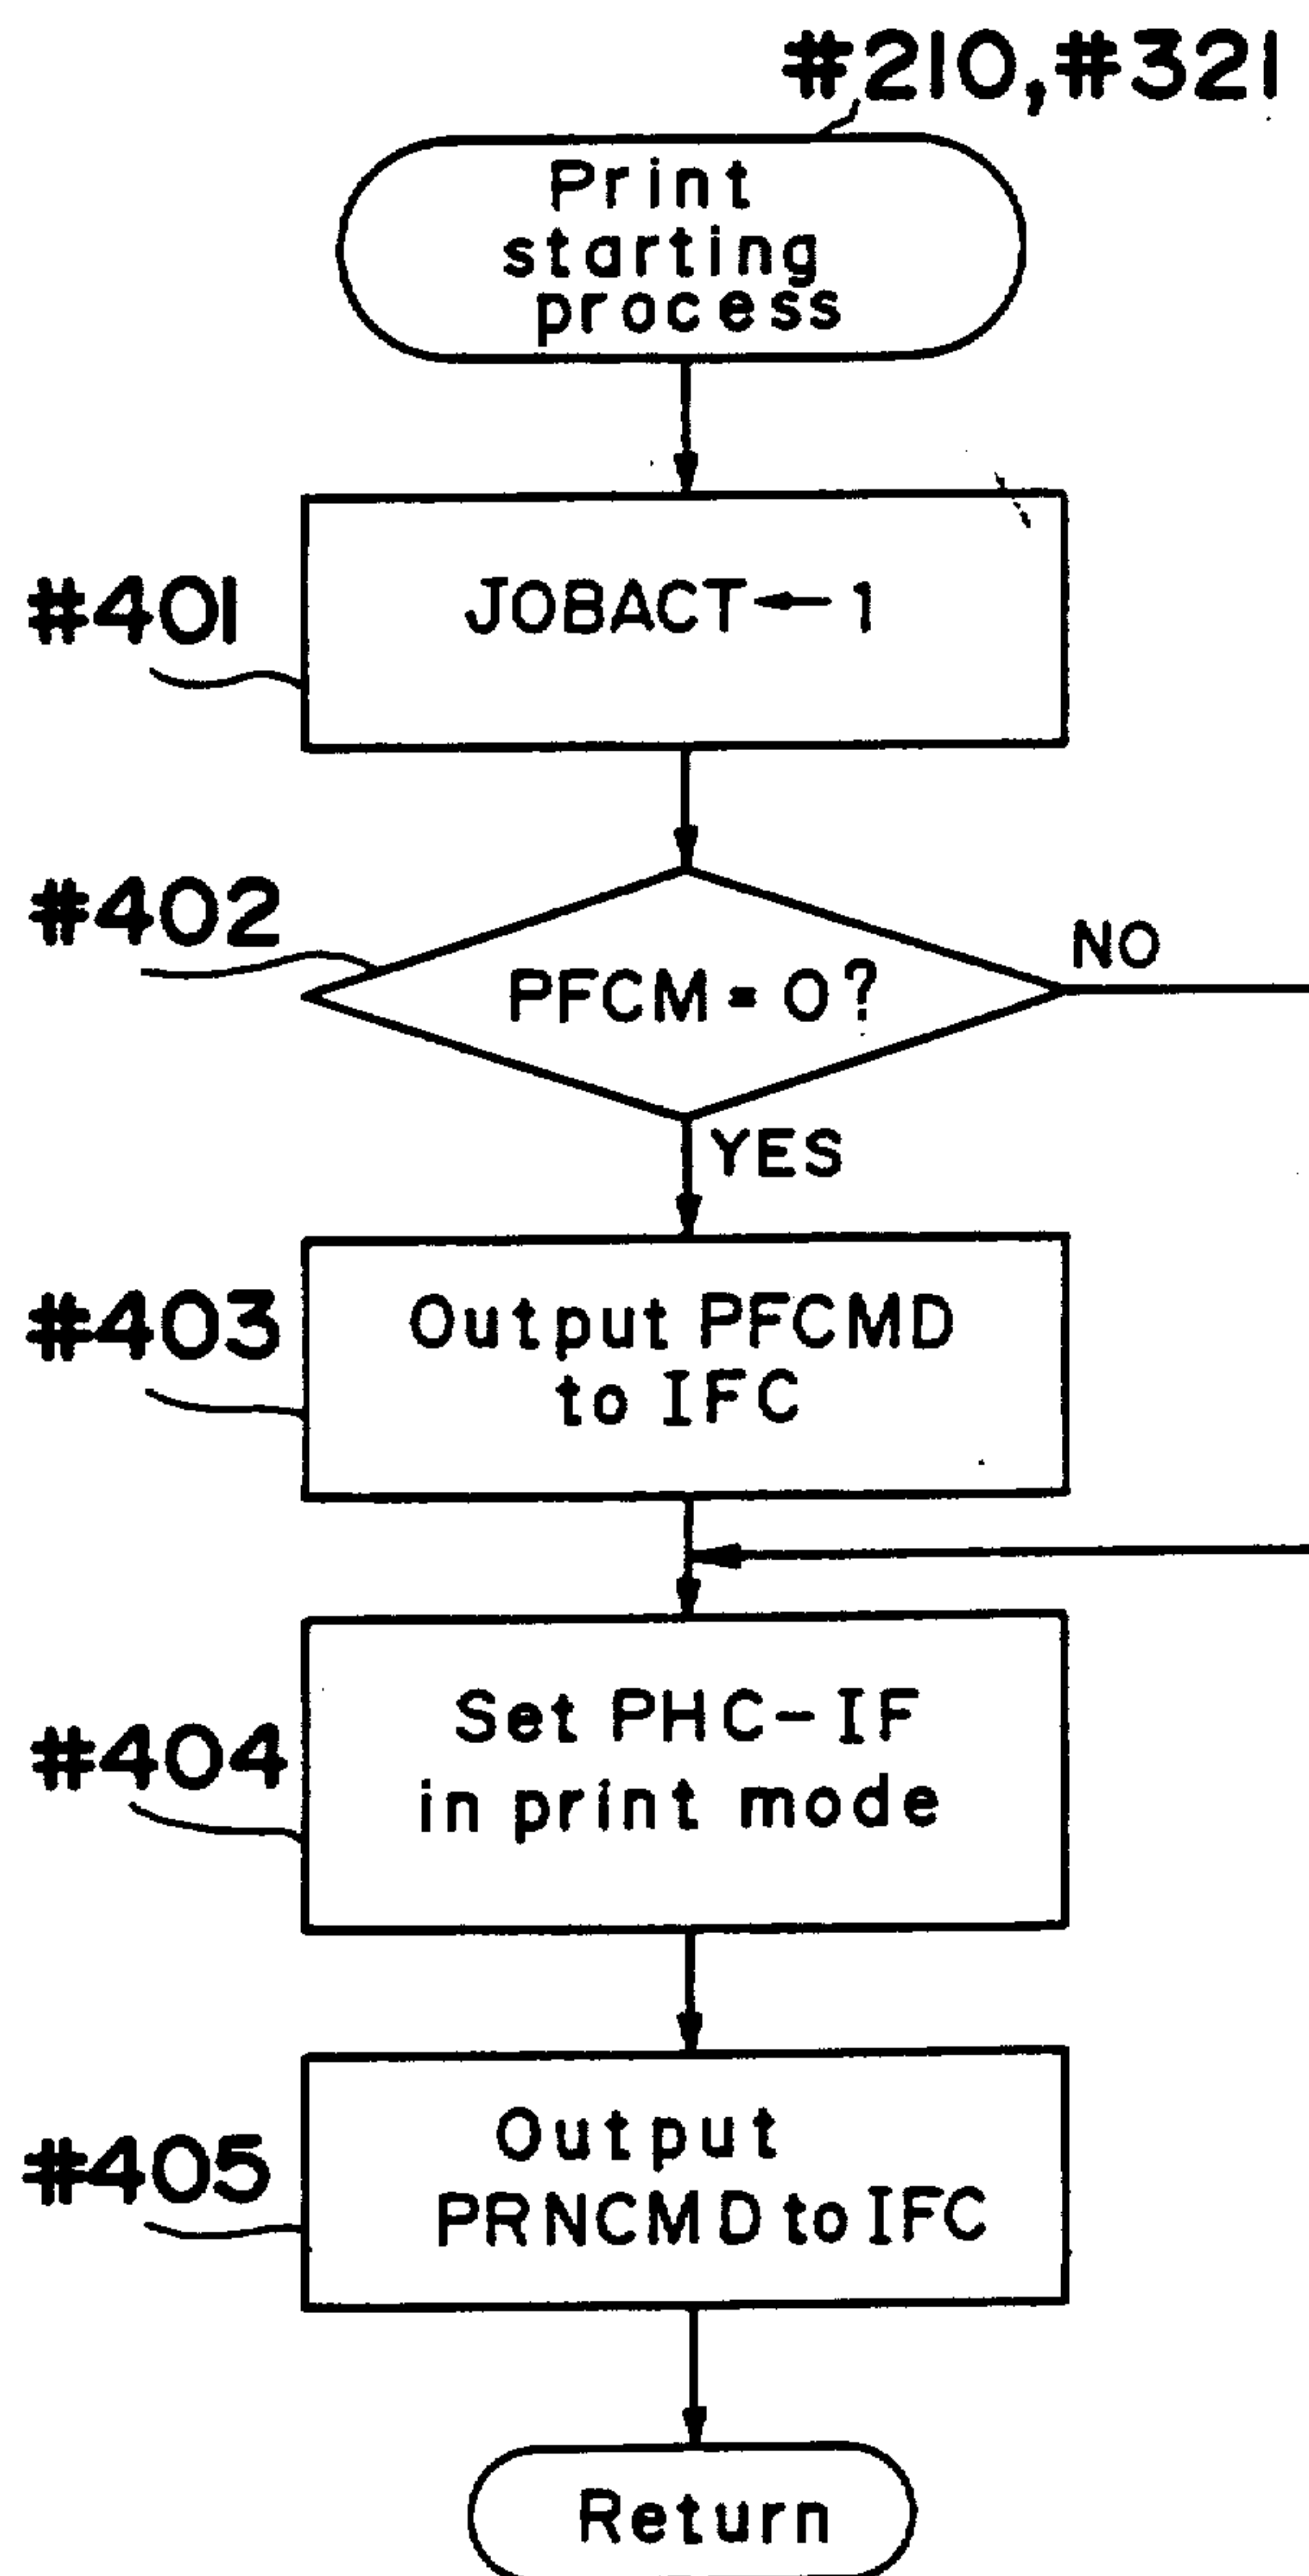 #210, #321
Print
starting
process
#401
JOBACT ← 1
#402
PFCM = 0?
NO
YES
#403
Output PFCMD
to IFC
#404
Set PHC-IF
in print mode
#405
Output
PRNCMD to IFC
Return